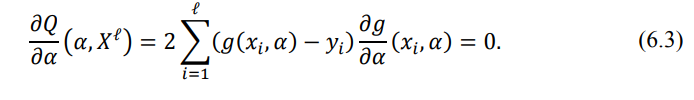 ∂Q/∂α (α, X^ℓ) = 2 ∑_{i=1}^{ℓ} (g(x_i, α) − y_i) ∂g/∂α (x_i, α) = 0. (6.3)